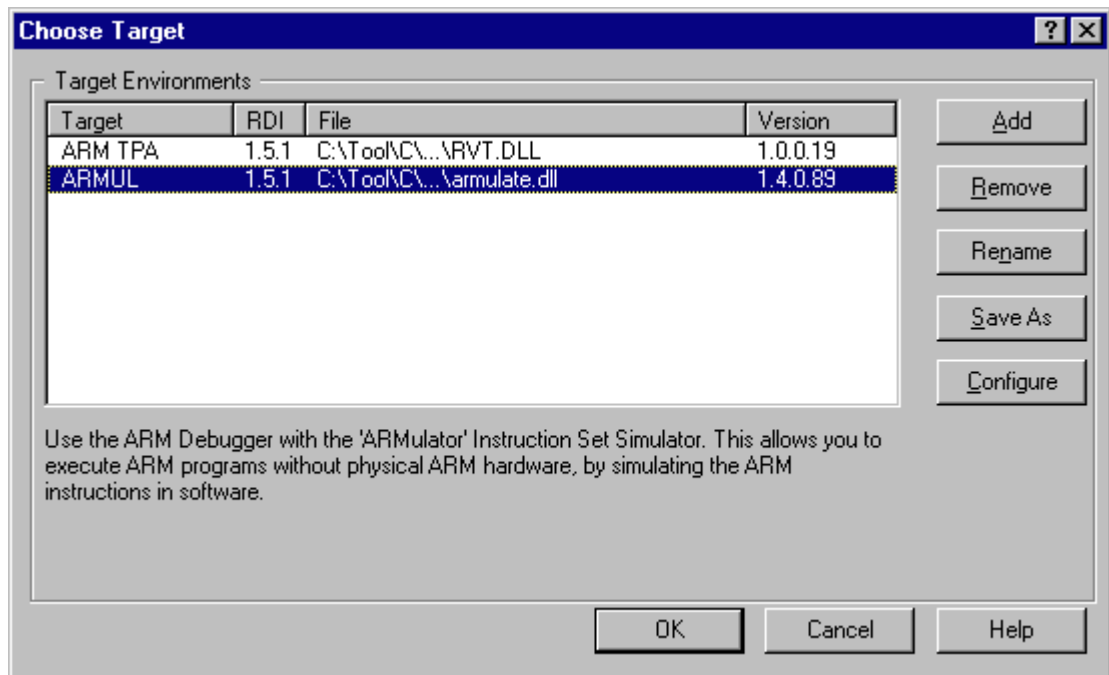 Choose Target
Target Environments
Target RDI File Version
ARM TPA 1.5.1 C:\Tool\C\...\RVT.DLL 1.0.0.19
ARMUL 1.5.1 C:\Tool\C\...\armulate.dll 1.4.0.89
Add
Remove
Rename
Save As
Configure
Use the ARM Debugger with the 'ARMulator' Instruction Set Simulator. This allows you to
execute ARM programs without physical ARM hardware, by simulating the ARM
instructions in software.
OK Cancel Help